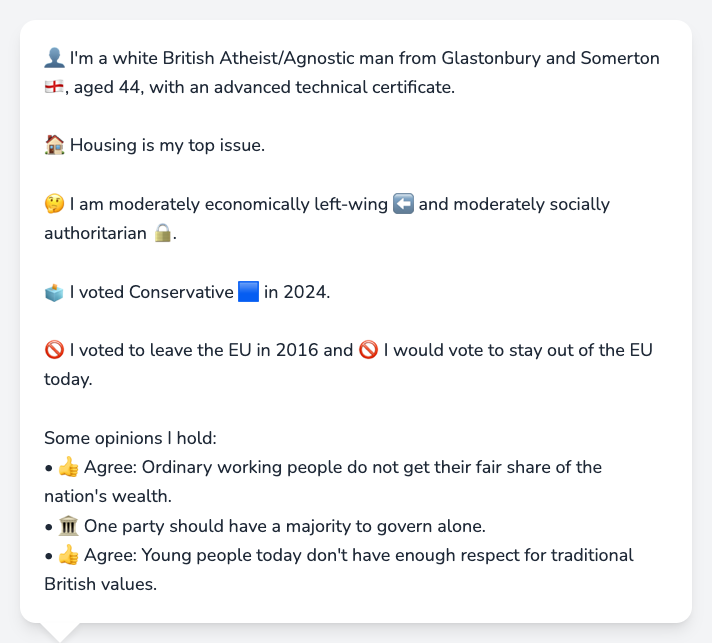 👤 I'm a white British Atheist/Agnostic man from Glastonbury and Somerton
🏴󠁧󠁢󠁥󠁮󠁧󠁿, aged 44, with an advanced technical certificate.
🏠 Housing is my top issue.
🤔 I am moderately economically left-wing ⬅️ and moderately socially
authoritarian 🔒.
🗳️ I voted Conservative 🟦 in 2024.
🚫 I voted to leave the EU in 2016 and 🚫 I would vote to stay out of the EU
today.
Some opinions I hold:
• 👍 Agree: Ordinary working people do not get their fair share of the
nation's wealth.
• 🏛️ One party should have a majority to govern alone.
• 👍 Agree: Young people today don't have enough respect for traditional
British values.